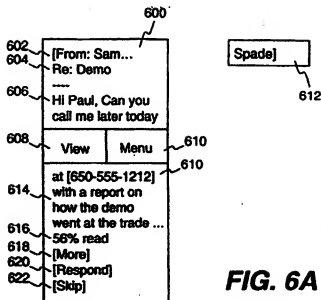 600
602
[From: Sam...
604
Re: Demo
----
606
Hi Paul, Can you
call me later today
608
View
Menu
610
at [650-555-1212]
610
614
with a report on
how the demo
went at the trade ...
616
56% read
618
[More]
620
[Respond]
622
[Skip]
Spade]
612
FIG. 6A